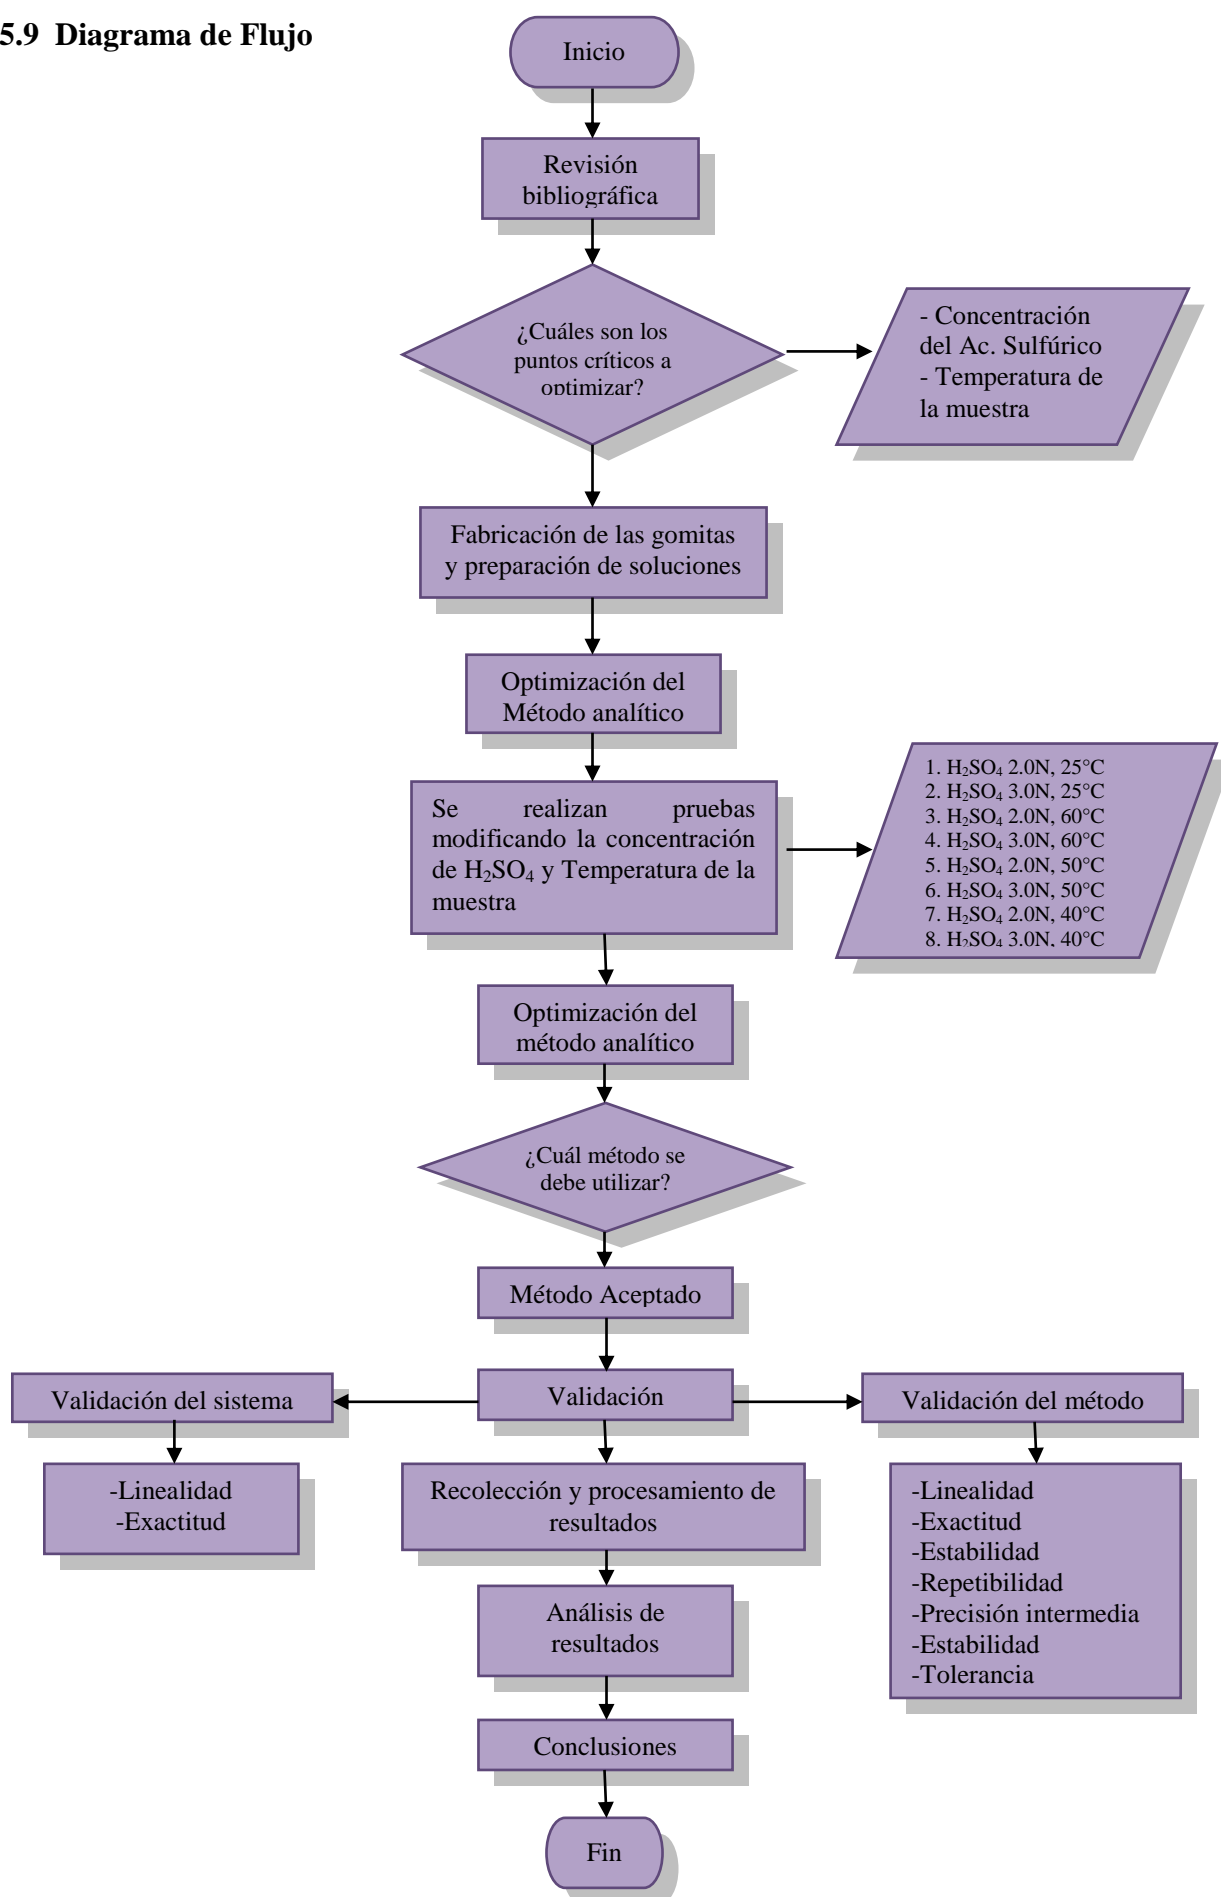 5.9 Diagrama de Flujo
Inicio
Revisión
bibliográfica
¿Cuáles son los
puntos críticos a
optimizar?
- Concentración
del Ac. Sulfúrico
- Temperatura de
la muestra
Fabricación de las gomitas
y preparación de soluciones
Optimización del
Método analítico
Se realizan pruebas
modificando la concentración
de H₂SO₄ y Temperatura de la
muestra
1. H₂SO₄ 2.0N, 25°C
2. H₂SO₄ 3.0N, 25°C
3. H₂SO₄ 2.0N, 60°C
4. H₂SO₄ 3.0N, 60°C
5. H₂SO₄ 2.0N, 50°C
6. H₂SO₄ 3.0N, 50°C
7. H₂SO₄ 2.0N, 40°C
8. H₂SO₄ 3.0N, 40°C
Optimización del
método analítico
¿Cuál método se
debe utilizar?
Método Aceptado
Validación del sistema
Validación
Validación del método
-Linealidad
-Exactitud
Recolección y procesamiento de
resultados
-Linealidad
-Exactitud
-Estabilidad
-Repetibilidad
-Precisión intermedia
-Estabilidad
-Tolerancia
Análisis de
resultados
Conclusiones
Fin